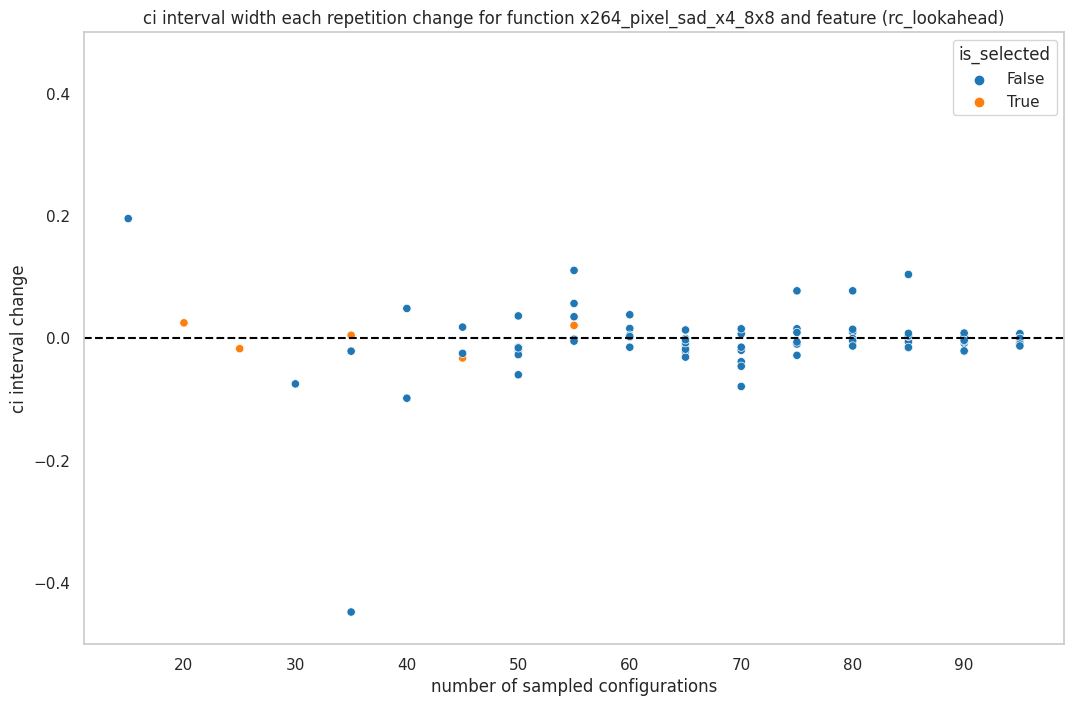 ci interval width each repetition change for function x264_pixel_sad_x4_8x8 and feature (rc_lookahead)
is_selected
False
True
0.4
0.2
0.0
−0.2
−0.4
ci interval change
20 30 40 50 60 70 80 90
number of sampled configurations